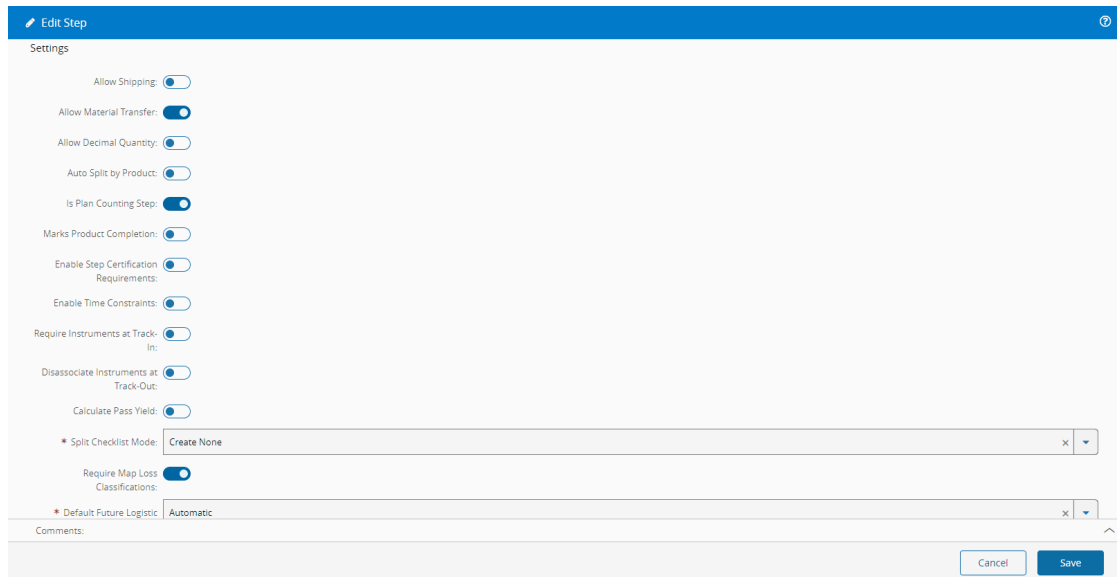 Edit Step
Settings
Allow Shipping:
Allow Material Transfer:
Allow Decimal Quantity:
Auto Split by Product:
Is Plan Counting Step:
Marks Product Completion:
Enable Step Certification
Requirements:
Enable Time Constraints:
Require Instruments at Track-
In:
Disassociate Instruments at
Track-Out:
Calculate Pass Yield:
* Split Checklist Mode: Create None
Require Map Loss
Classifications:
* Default Future Logistic Automatic
Comments:
Cancel Save